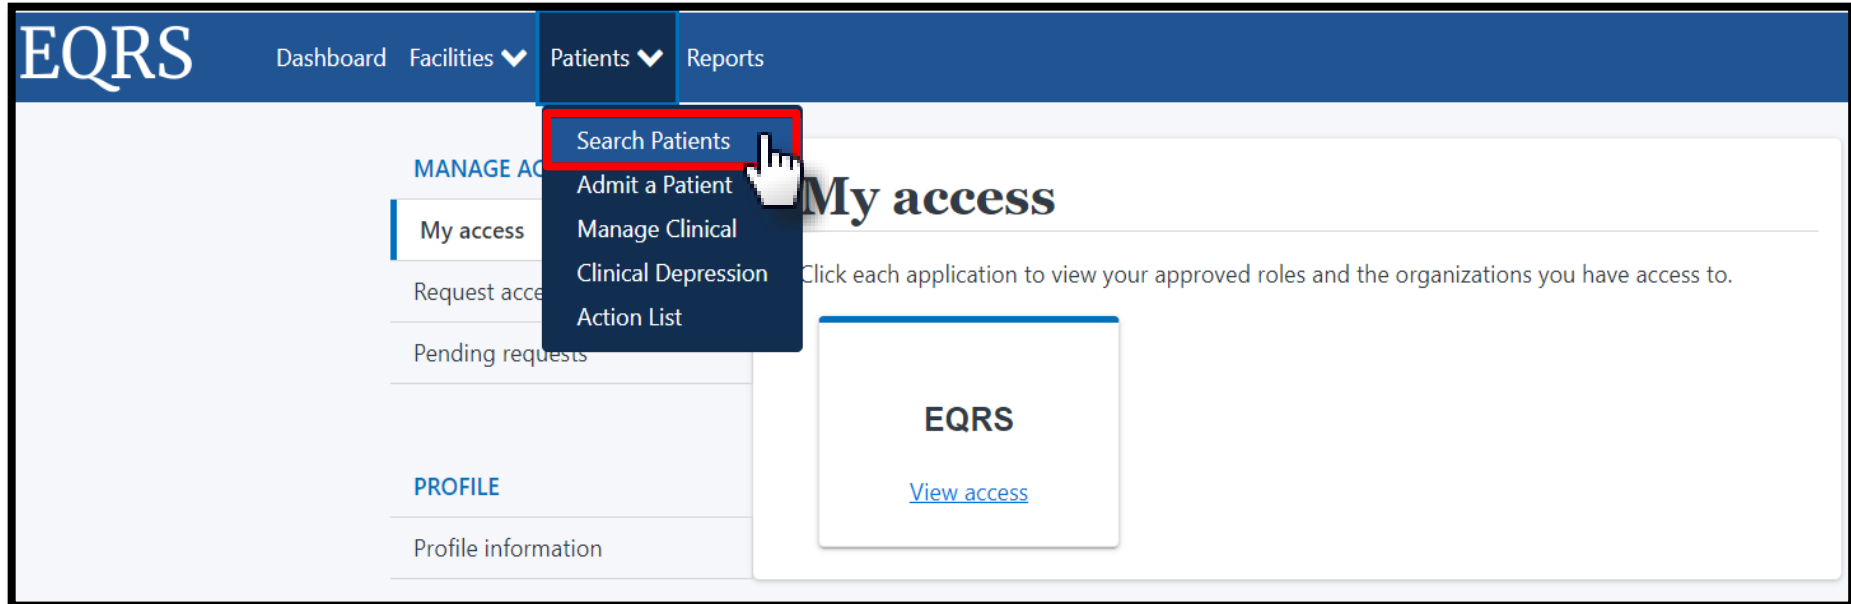 EQRS
Dashboard Facilities Patients Reports
Search Patients
Admit a Patient
Manage Clinical
Clinical Depression
Action List
MANAGE AC
My access
Request acce
Pending requests
PROFILE
Profile information
My access
Click each application to view your approved roles and the organizations you have access to.
EQRS
View access